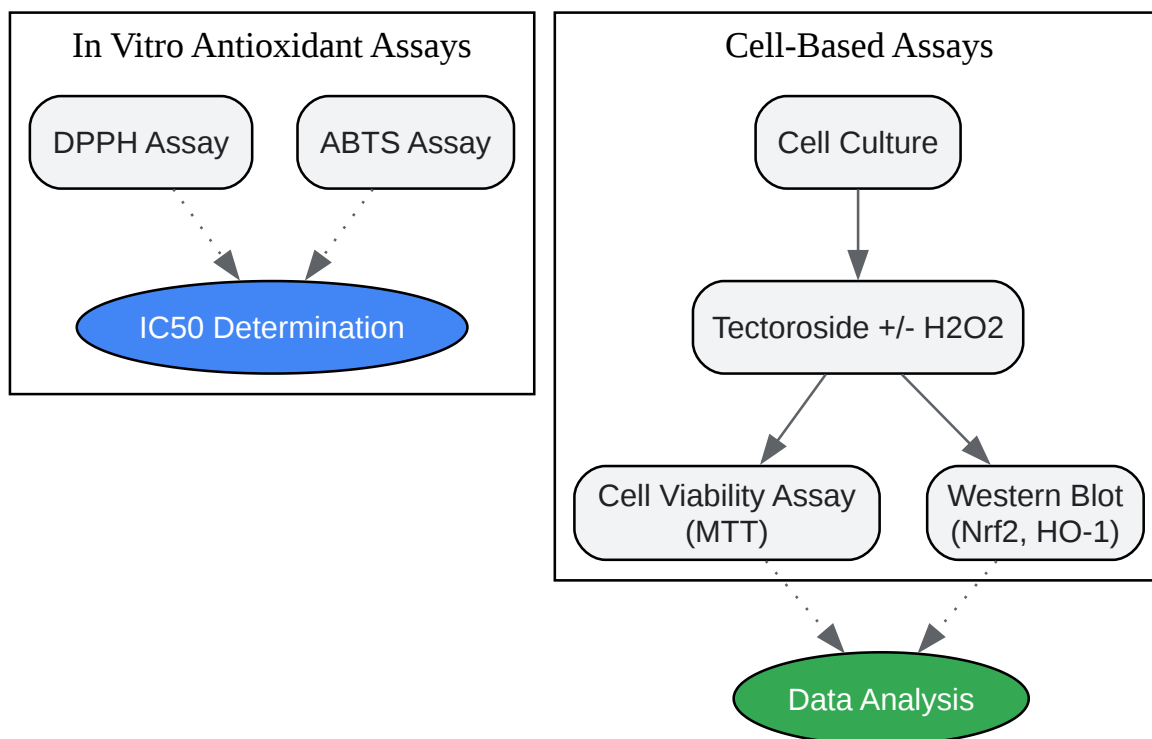 In Vitro Antioxidant Assays
DPPH Assay
ABTS Assay
IC50 Determination
Cell-Based Assays
Cell Culture
Tectoroside +/- H2O2
Cell Viability Assay
(MTT)
Western Blot
(Nrf2, HO-1)
Data Analysis